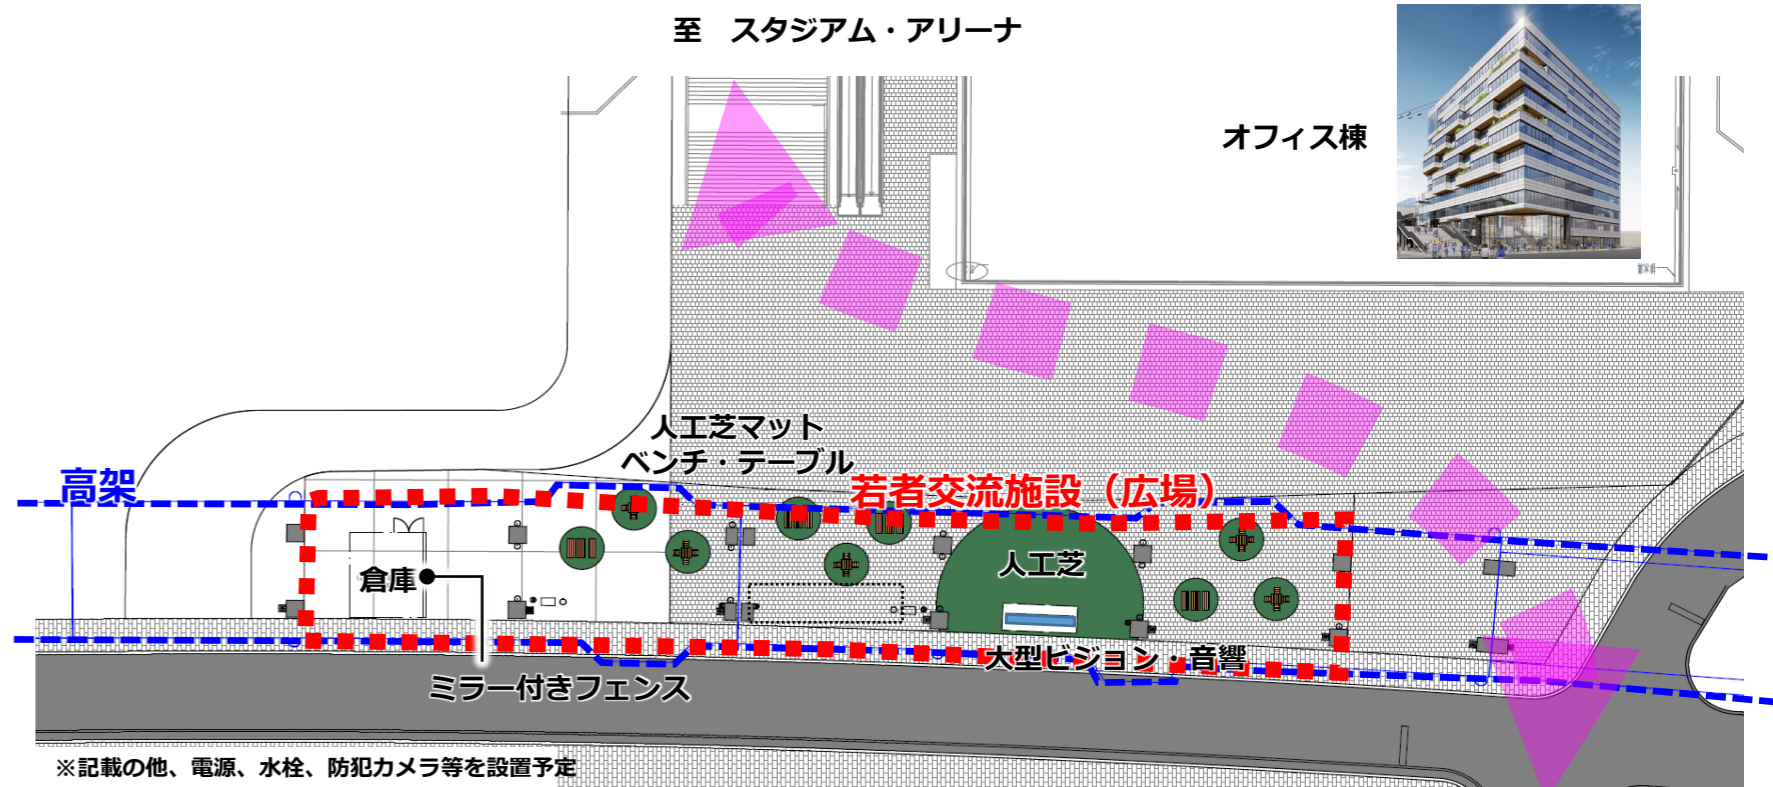 至　スタジアム・アリーナ
オフィス棟
人工芝マット
ベンチ・テーブル
高架
若者交流施設（広場）
人工芝
倉庫
大型ビジョン・音響
ミラー付きフェンス
※記載の他、電源、水栓、防犯カメラ等を設置予定